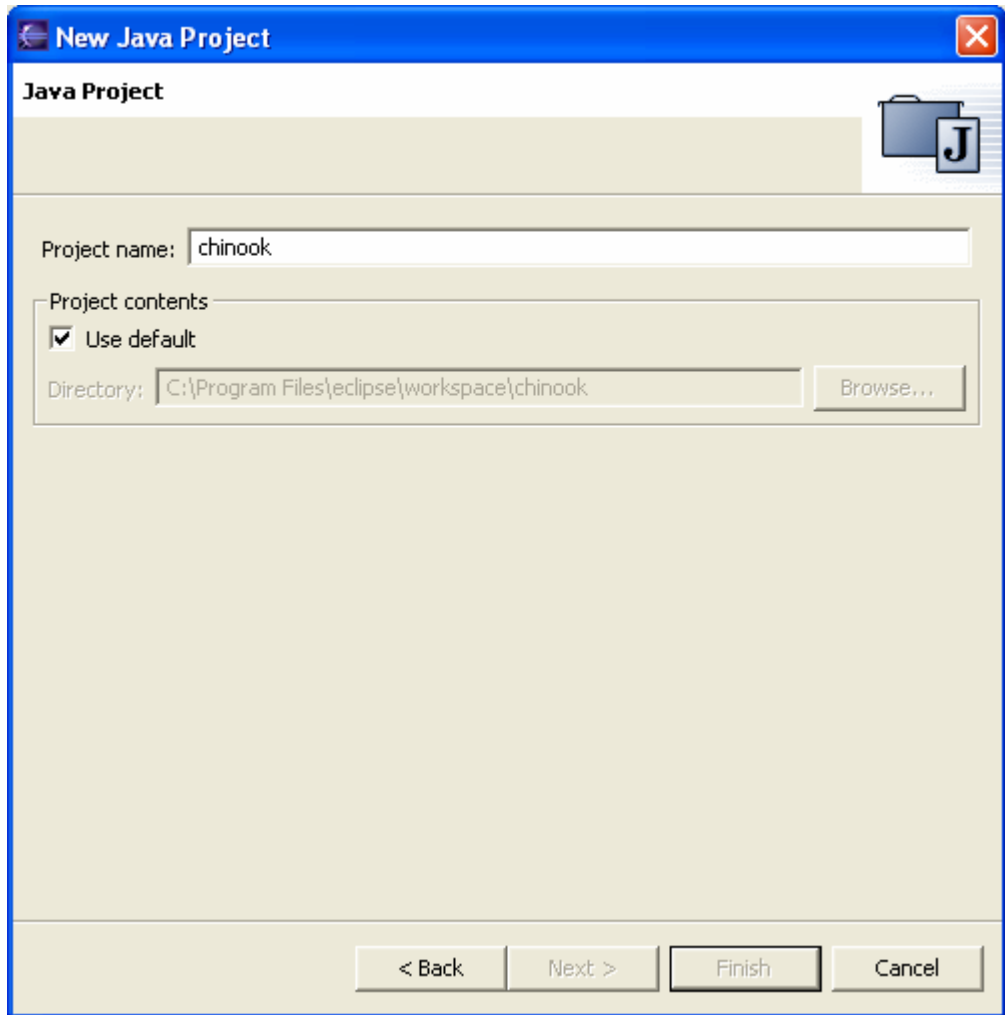 New Java Project
Java Project
J
Project name: chinook
Project contents
Use default
Directory: C:\Program Files\eclipse\workspace\chinook Browse...
< Back Next > Finish Cancel